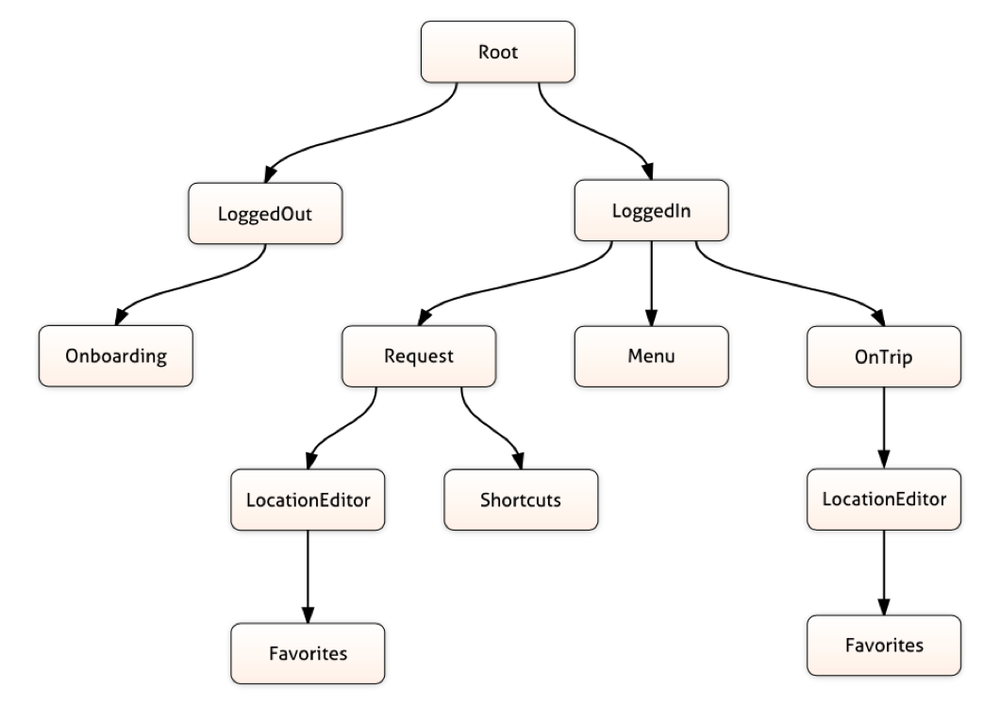 Root
LoggedOut
LoggedIn
Onboarding
Request
Menu
OnTrip
LocationEditor
Shortcuts
LocationEditor
Favorites
Favorites